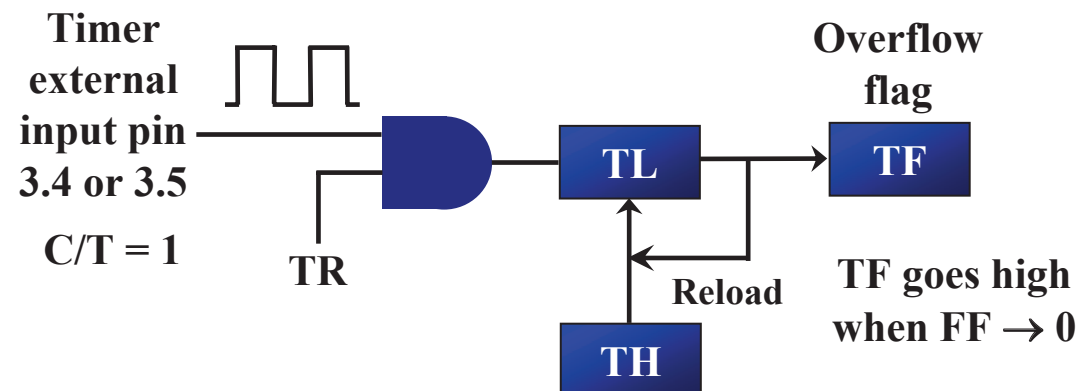 Timer
external
input pin
3.4 or 3.5
C/T = 1
TR
TL
Overflow
flag
TF
Reload
TH
TF goes high
when FF → 0